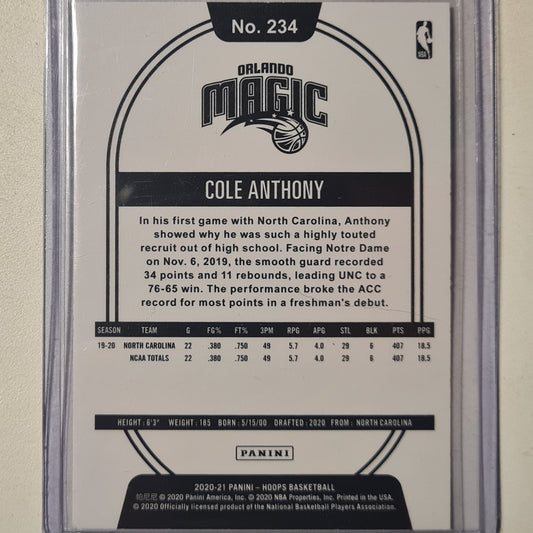 No. 234
NBA
ORLANDO
MAGIC
COLE ANTHONY
In his first game with North Carolina, Anthony
showed why he was such a highly touted
recruit out of high school. Facing Notre Dame
on Nov. 6, 2019, the smooth guard recorded
34 points and 11 rebounds, leading UNC to a
76-65 win. The performance broke the ACC
record for most points in a freshman's debut.
SEASON TEAM G FG% FT% 3PM RPG APG STL BLK PTS PPG
19-20 NORTH CAROLINA 22 .380 .750 49 5.7 4.0 29 6 407 18.5
NCAA TOTALS 22 .380 .750 49 5.7 4.0 29 6 407 18.5
HEIGHT: 6'3" WEIGHT: 185 BORN: 5/15/00 DRAFTED: 2020 FROM: NORTH CAROLINA
PANINI
2020-21 PANINI – HOOPS BASKETBALL
帕尼尼 © 2020 Panini America, Inc. © 2020 NBA Properties, Inc. Printed in the USA.
© 2020 Officially licensed product of the National Basketball Players Association.